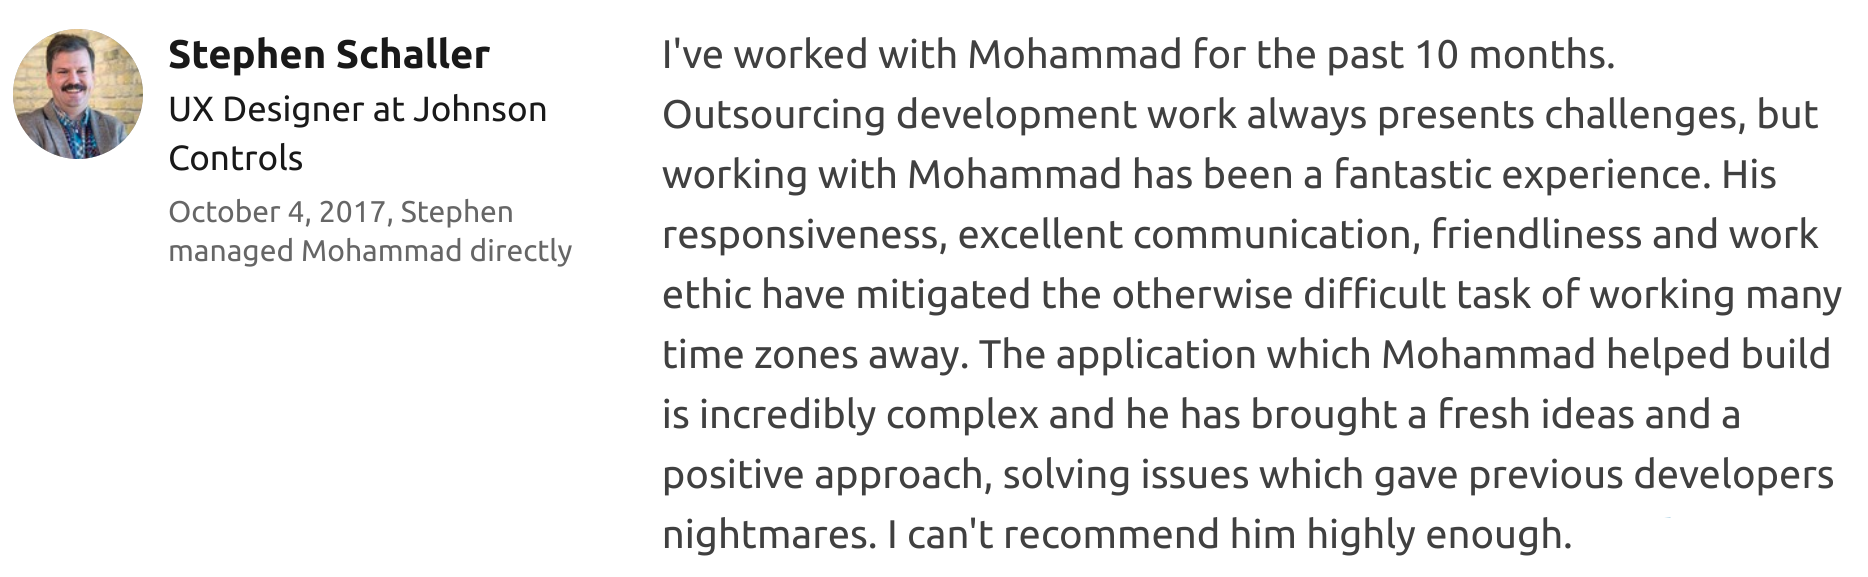 Stephen Schaller
UX Designer at Johnson
Controls
October 4, 2017, Stephen
managed Mohammad directly
I've worked with Mohammad for the past 10 months.
Outsourcing development work always presents challenges, but
working with Mohammad has been a fantastic experience. His
responsiveness, excellent communication, friendliness and work
ethic have mitigated the otherwise difficult task of working many
time zones away. The application which Mohammad helped build
is incredibly complex and he has brought a fresh ideas and a
positive approach, solving issues which gave previous developers
nightmares. I can't recommend him highly enough.